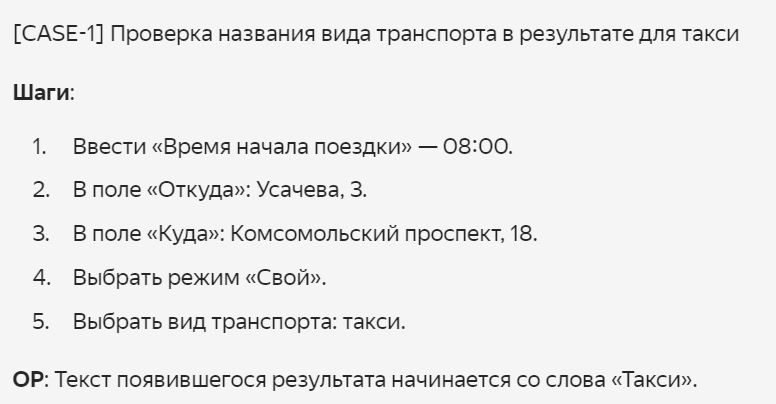 [CASE-1] Проверка названия вида транспорта в результате для такси
Шаги:
1. Ввести «Время начала поездки» — 08:00.
2. В поле «Откуда»: Усачева, 3.
3. В поле «Куда»: Комсомольский проспект, 18.
4. Выбрать режим «Свой».
5. Выбрать вид транспорта: такси.
ОР: Текст появившегося результата начинается со слова «Такси».